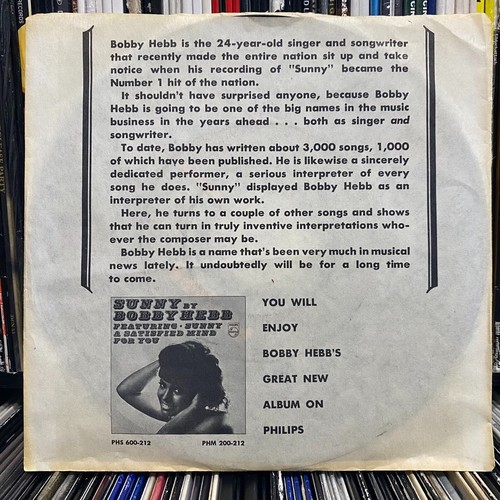 Bobby Hebb is the 24-year-old singer and songwriter
that recently made the entire nation sit up and take
notice when his recording of "Sunny" became the
Number 1 hit of the nation.
It shouldn't have surprised anyone, because Bobby
Hebb is going to be one of the big names in the music
business in the years ahead . . . both as singer and
songwriter.
To date, Bobby has written about 3,000 songs, 1,000
of which have been published. He is likewise a sincerely
dedicated performer, a serious interpreter of every
song he does. "Sunny" displayed Bobby Hebb as an
interpreter of his own work.
Here, he turns to a couple of other songs and shows
that he can turn in truly inventive interpretations who-
ever the composer may be.
Bobby Hebb is a name that's been very much in musical
news lately. It undoubtedly will be for a long time
to come.
SUNNY BY
BOBBY HEBB
FEATURING · SUNNY
A SATISFIED MIND
FOR YOU
PHS 600-212 PHM 200-212
YOU WILL
ENJOY
BOBBY HEBB'S
GREAT NEW
ALBUM ON
PHILIPS